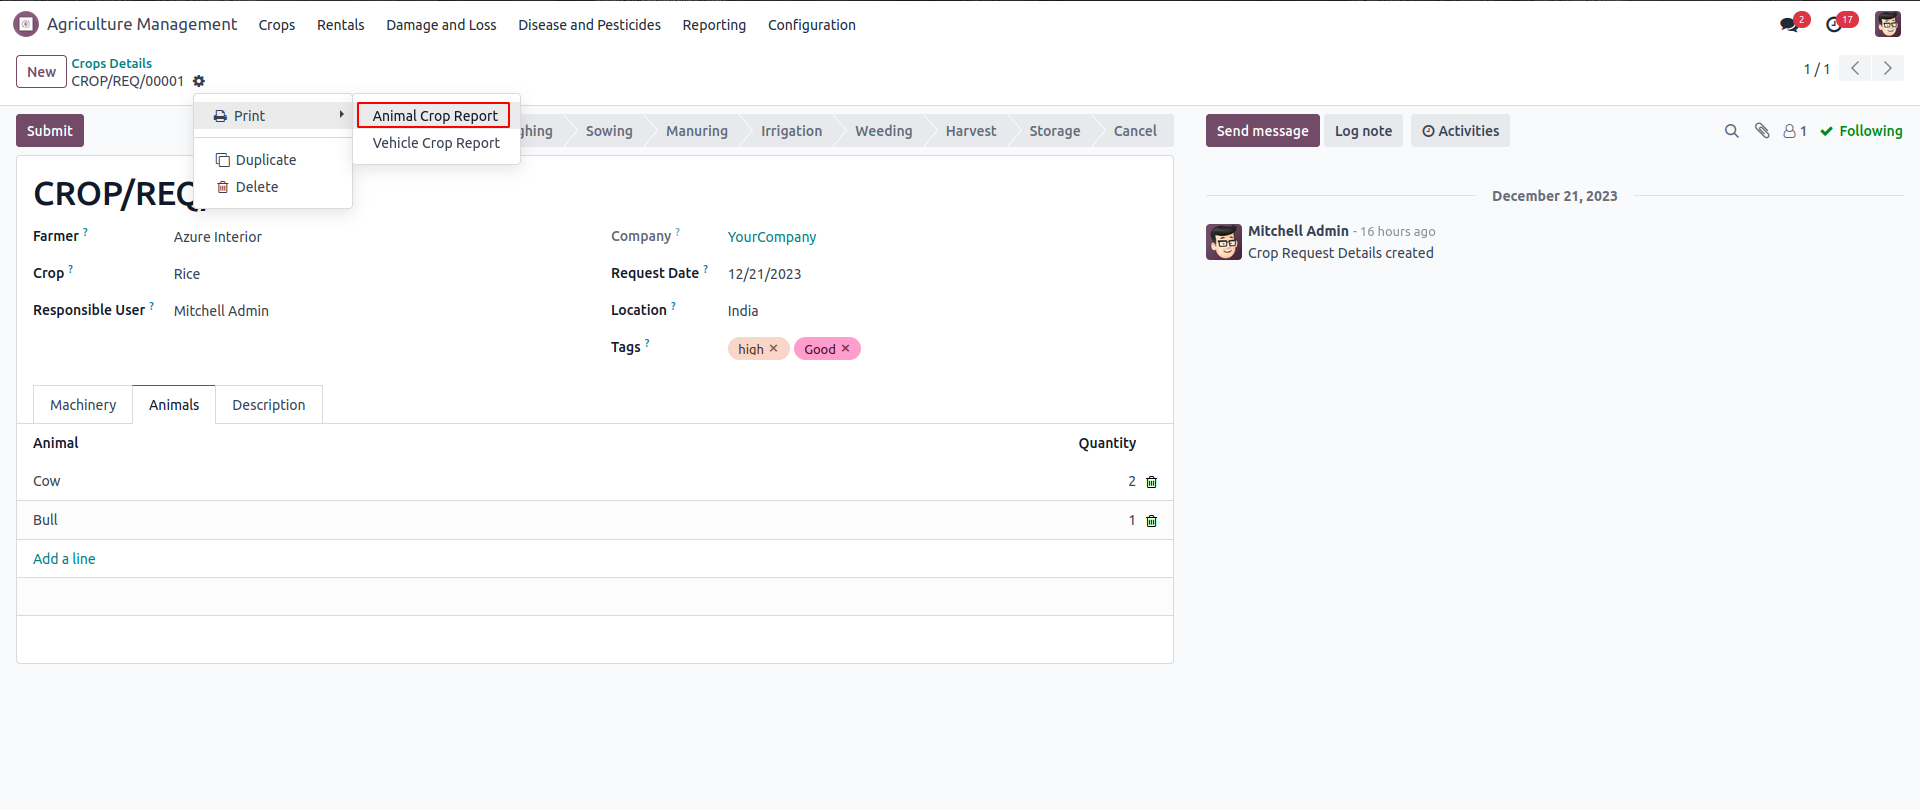 Agriculture Management Crops Rentals Damage and Loss Disease and Pesticides Reporting Configuration 2 17
New Crops Details
CROP/REQ/00001 1 / 1
Print Animal Crop Report
Vehicle Crop Report
Duplicate
Delete
Submit ghing Sowing Manuring Irrigation Weeding Harvest Storage Cancel Send message Log note Activities 1 Following
CROP/REQ/
Farmer ? Azure Interior Company ? YourCompany
Crop ? Rice Request Date ? 12/21/2023
Responsible User ? Mitchell Admin Location ? India
Tags ? high × Good ×
December 21, 2023
Mitchell Admin - 16 hours ago
Crop Request Details created
Machinery Animals Description
Animal Quantity
Cow 2
Bull 1
Add a line